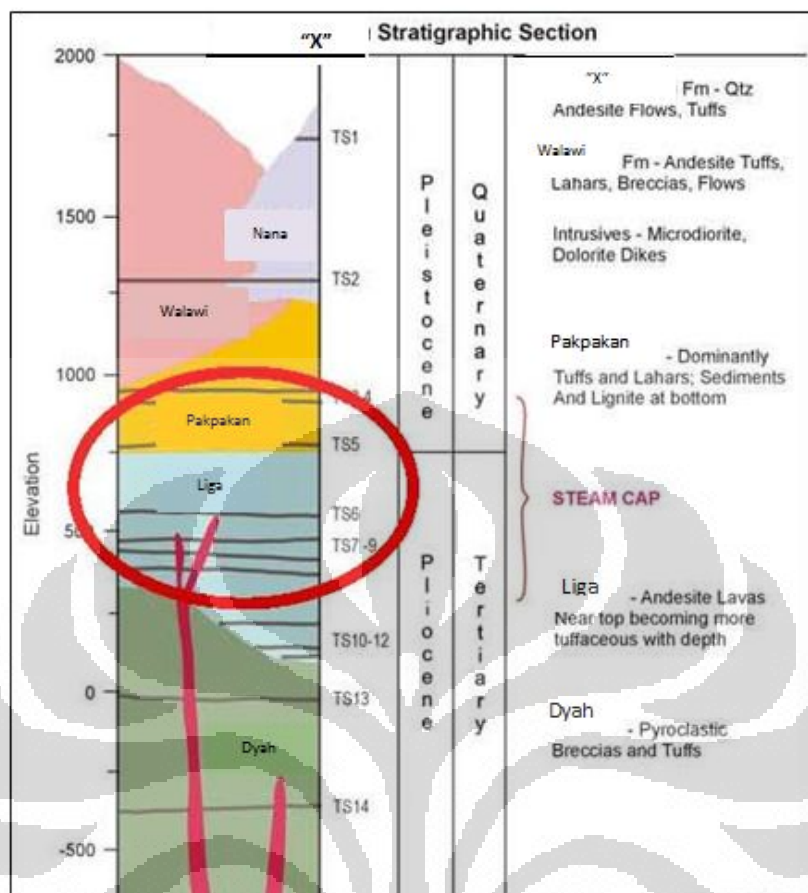 "X" Stratigraphic Section
2000
1500
1000
500
0
-500
Elevation
Nana
Walawi
Pakpakan
Liga
Dyah
TS1
TS2
TS5
TS6
TS7-9
TS10-12
TS13
TS14
Pleistocene
Pliocene
Quaternary
Tertiary
"X" Fm - Qtz
Andesite Flows, Tuffs
Walawi Fm - Andesite Tuffs,
Lahars, Breccias, Flows
Intrusives - Microdiorite,
Dolorite Dikes
Pakpakan - Dominantly
Tuffs and Lahars; Sediments
And Lignite at bottom
STEAM CAP
Liga - Andesite Lavas
Near top becoming more
tuffaceous with depth
Dyah - Pyroclastic
Breccias and Tuffs